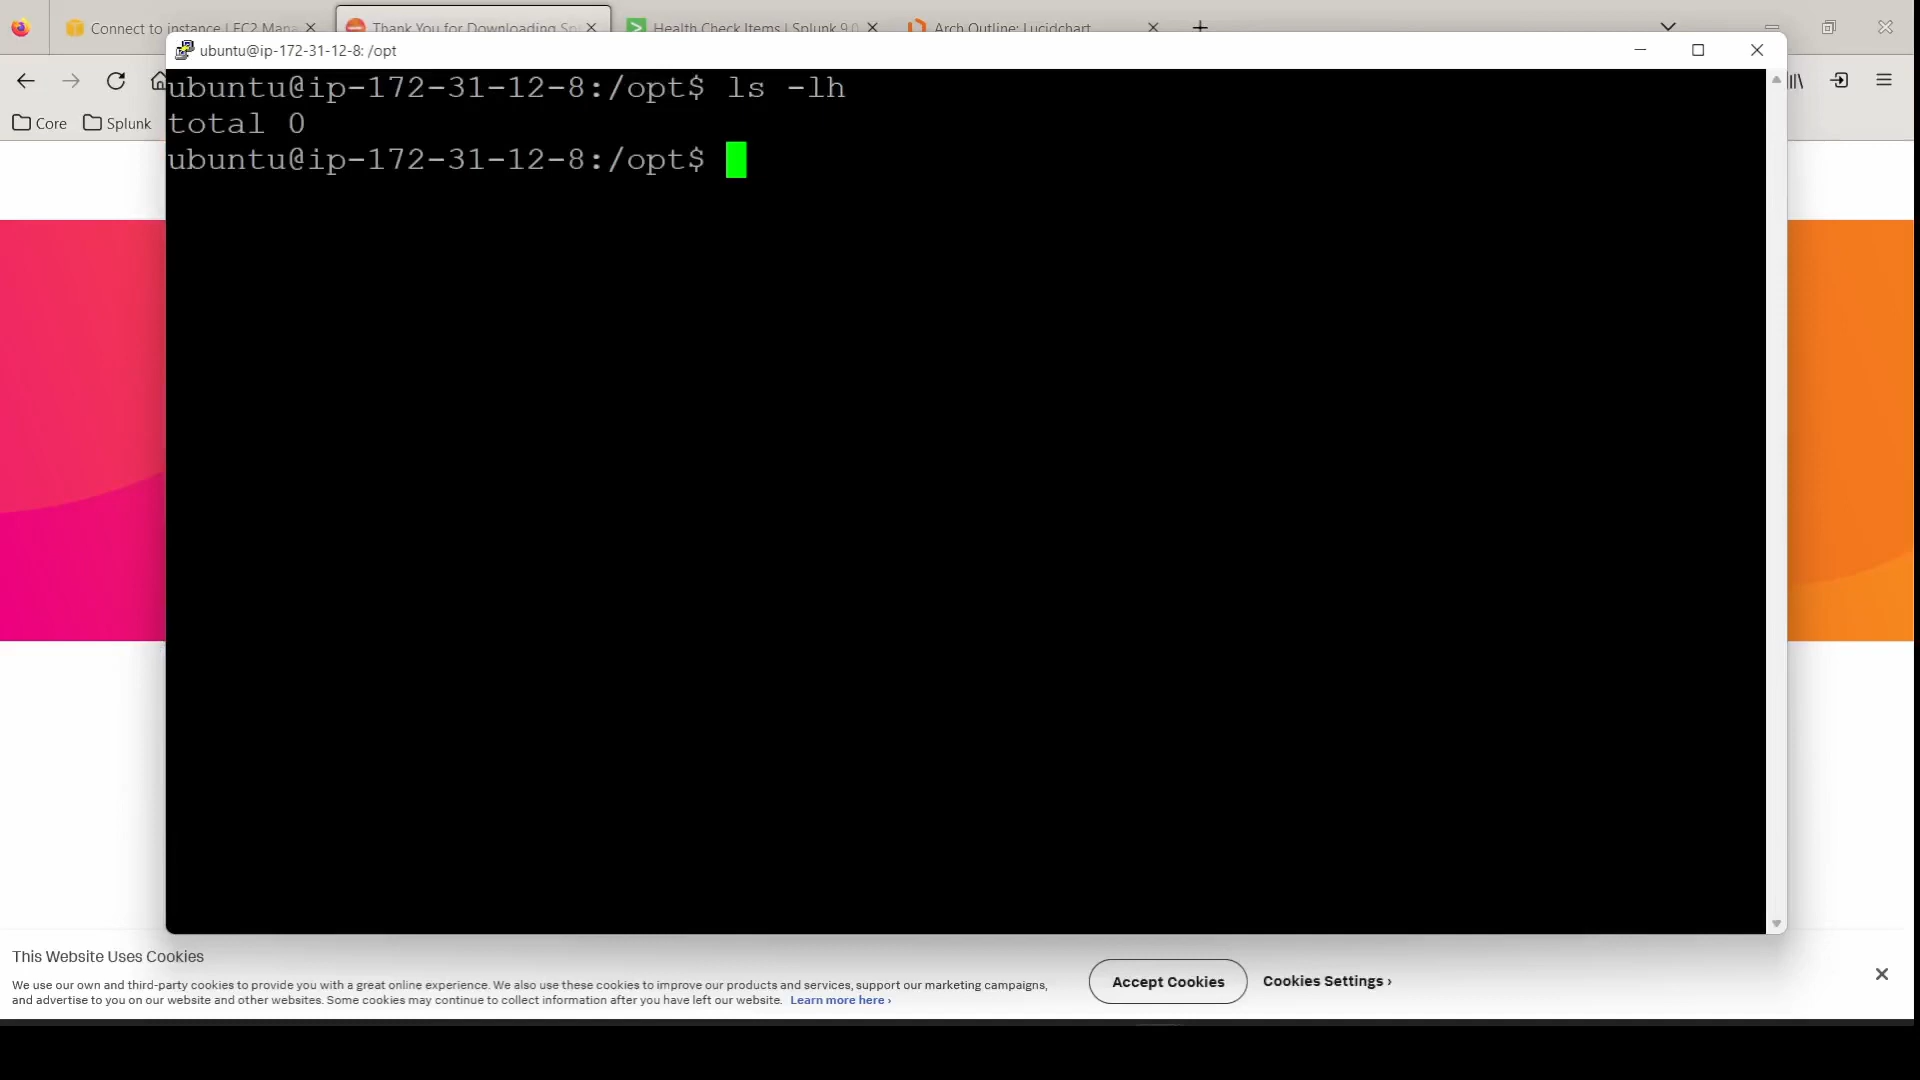 Connect to instance | EC2 Mana
Thank You for Downloading Spl
Health Check Items | Splunk 9.0
Arch Outline: Lucidchart
ubuntu@ip-172-31-12-8: /opt
Core
Splunk
ubuntu@ip-172-31-12-8:/opt$ ls -lh
total 0
ubuntu@ip-172-31-12-8:/opt$
This Website Uses Cookies
We use our own and third-party cookies to provide you with a great online experience. We also use these cookies to improve our products and services, support our marketing campaigns,
and advertise to you on our website and other websites. Some cookies may continue to collect information after you have left our website. Learn more here ›
Accept Cookies
Cookies Settings ›